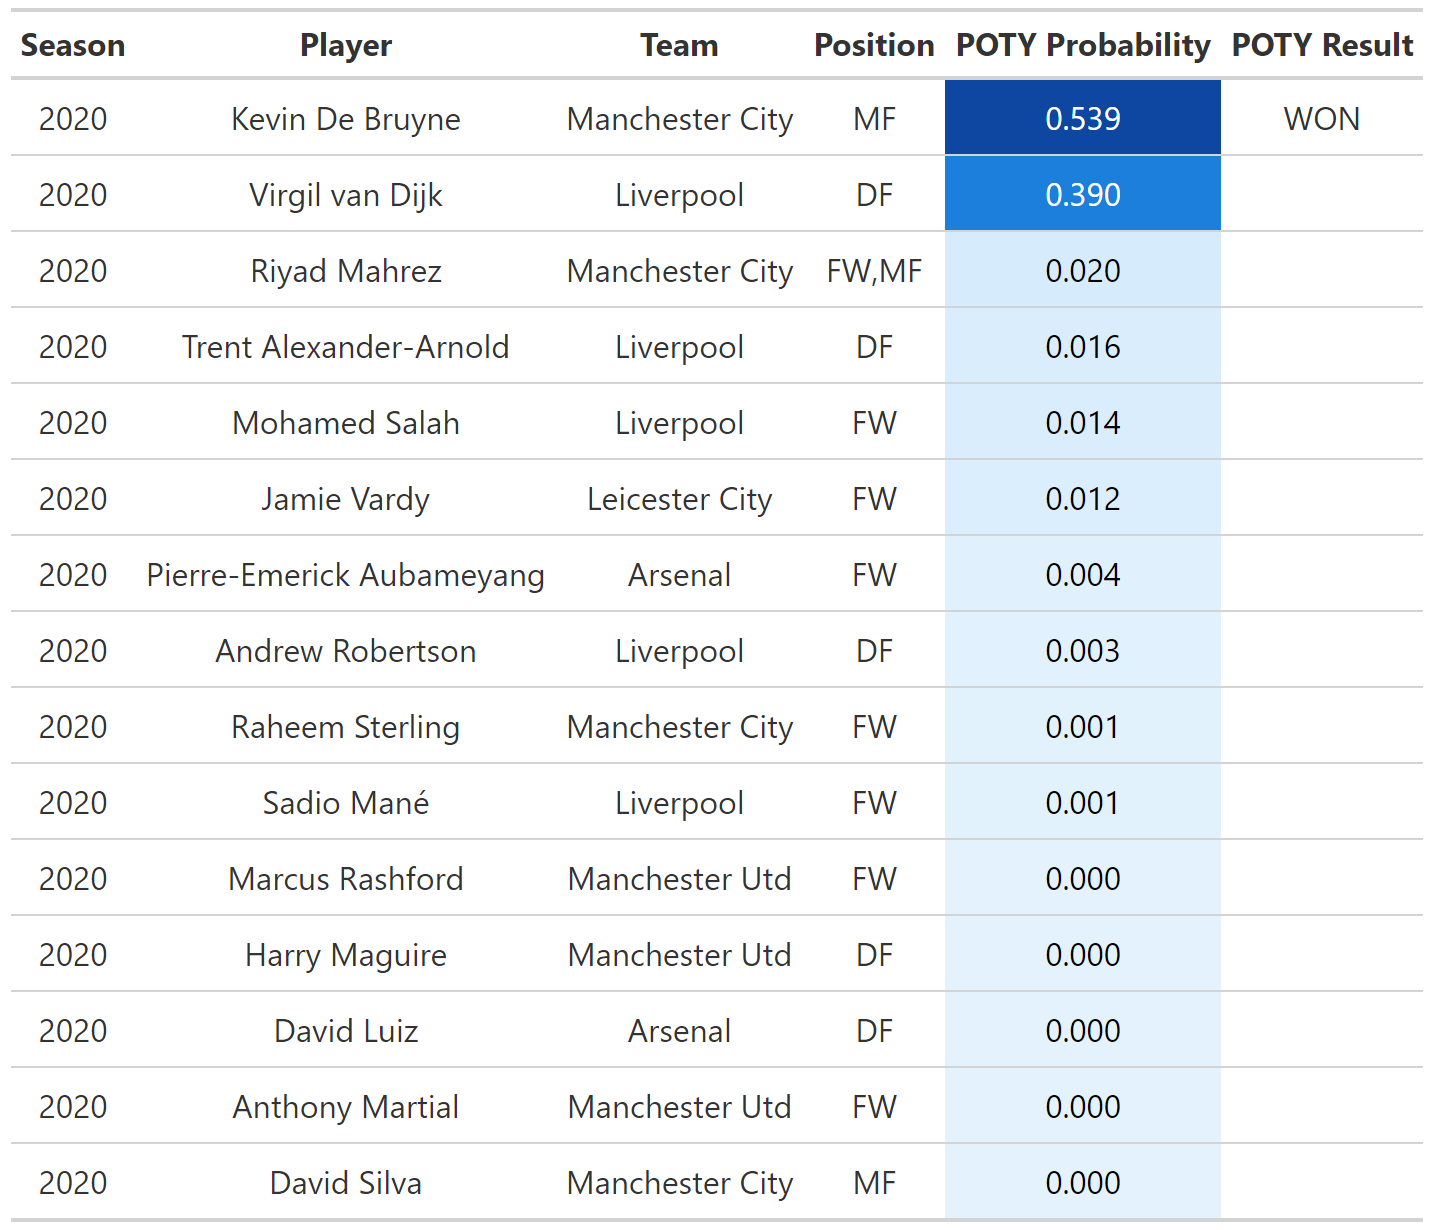 Season Player Team Position POTY Probability POTY Result
2020 Kevin De Bruyne Manchester City MF 0.539 WON
2020 Virgil van Dijk Liverpool DF 0.390
2020 Riyad Mahrez Manchester City FW,MF 0.020
2020 Trent Alexander-Arnold Liverpool DF 0.016
2020 Mohamed Salah Liverpool FW 0.014
2020 Jamie Vardy Leicester City FW 0.012
2020 Pierre-Emerick Aubameyang Arsenal FW 0.004
2020 Andrew Robertson Liverpool DF 0.003
2020 Raheem Sterling Manchester City FW 0.001
2020 Sadio Mané Liverpool FW 0.001
2020 Marcus Rashford Manchester Utd FW 0.000
2020 Harry Maguire Manchester Utd DF 0.000
2020 David Luiz Arsenal DF 0.000
2020 Anthony Martial Manchester Utd FW 0.000
2020 David Silva Manchester City MF 0.000